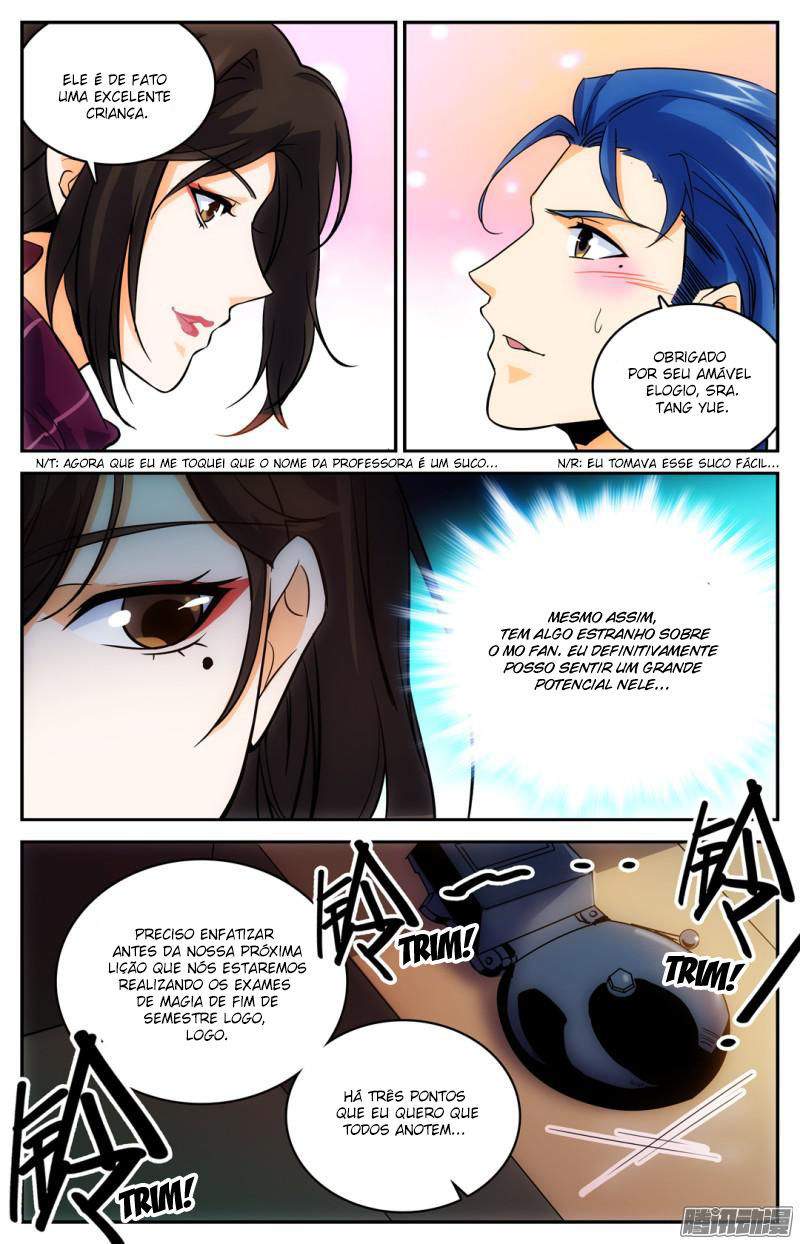 ELE É DE FATO
UMA EXCELENTE
CRIANÇA.
OBRIGADO
POR SEU AMÁVEL
ELOGIO, SRA.
TANG YUE.
N/T: AGORA QUE EU ME TOQUEI QUE O NOME DA PROFESSORA É UM SUCO...
N/R: EU TOMAVA ESSE SUCO FÁCIL...
MESMO ASSIM,
TEM ALGO ESTRANHO SOBRE
O MO FAN. EU DEFINITIVAMENTE
POSSO SENTIR UM GRANDE
POTENCIAL NELE...
铃
铃
TRIM!
TRIM!
PRECISO ENFATIZAR
ANTES DA NOSSA PRÓXIMA
LIÇÃO QUE NÓS ESTAREMOS
REALIZANDO OS EXAMES
DE MAGIA DE FIM DE
SEMESTRE LOGO,
LOGO.
HÁ TRÊS PONTOS
QUE EU QUERO QUE
TODOS ANOTEM...
铃
TRIM!
腾讯动漫